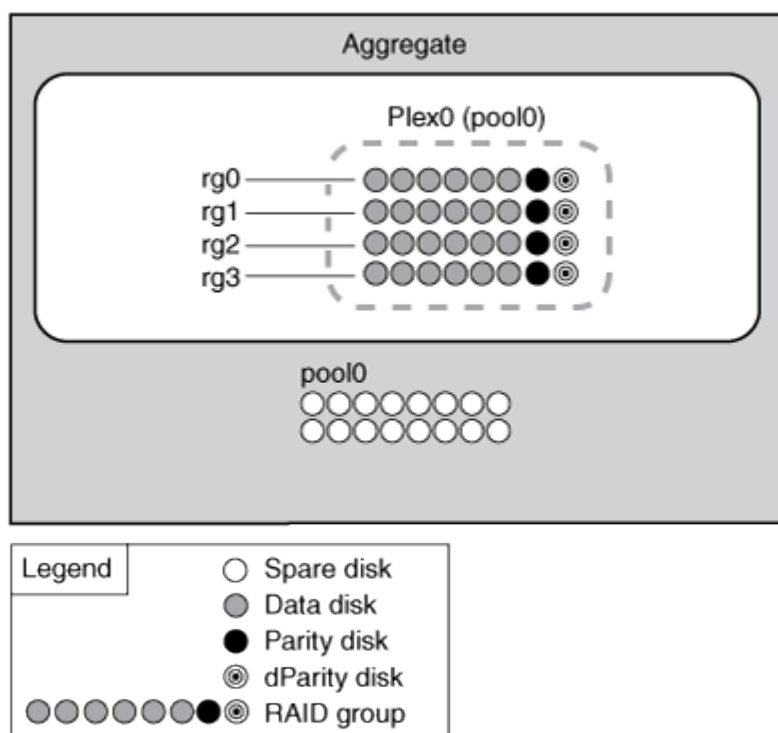 Aggregate
Plex0 (pool0)
rg0
rg1
rg2
rg3
pool0
Legend
Spare disk
Data disk
Parity disk
dParity disk
RAID group